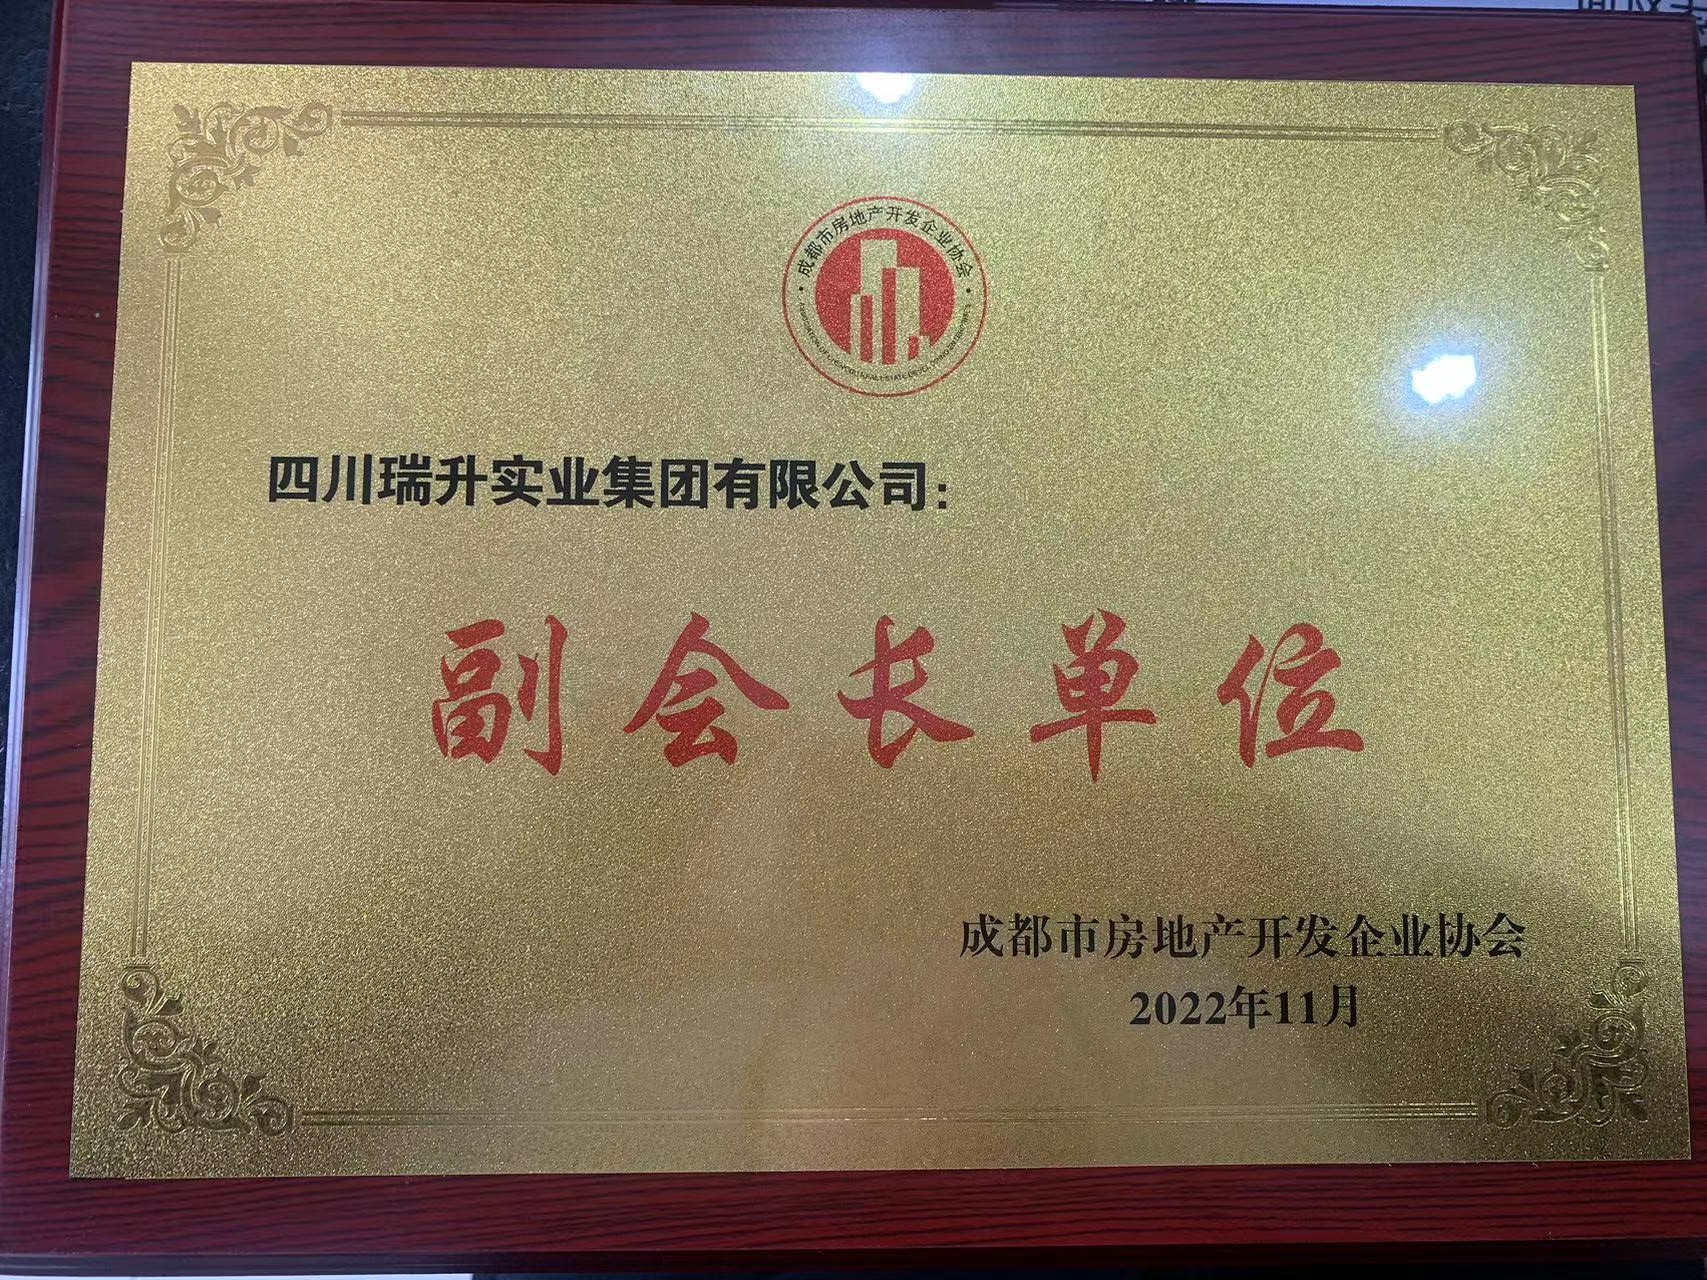 成都市房地产开发企业协会
四川瑞升实业集团有限公司：
副会长单位
成都市房地产开发企业协会
2022年11月